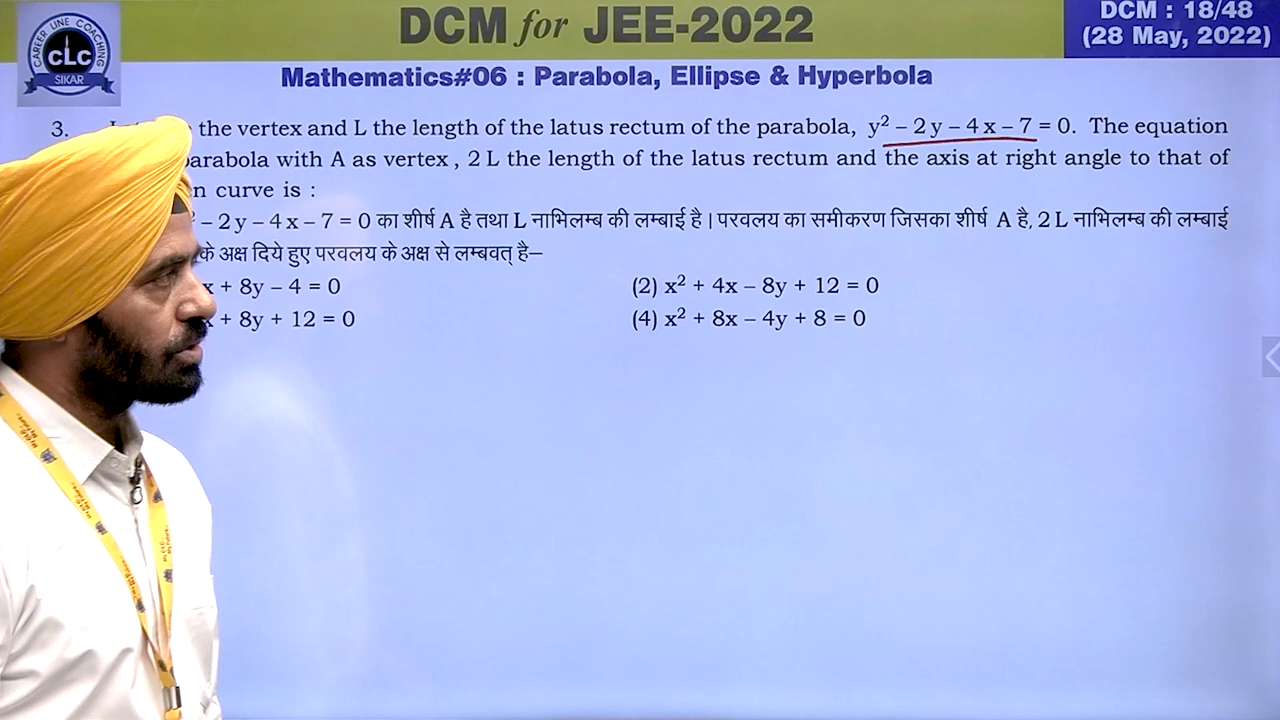 DCM for JEE-2022
DCM : 18/48
(28 May, 2022)
CAREER LINE COACHING
CLC
SIKAR
Mathematics#06 : Parabola, Ellipse & Hyperbola
3. the vertex and L the length of the latus rectum of the parabola, y² – 2y – 4x – 7 = 0. The equation
parabola with A as vertex, 2L the length of the latus rectum and the axis at right angle to that of
n curve is :
– 2y – 4x – 7 = 0 का शीर्ष A है तथा L नाभिलम्ब की लम्बाई है। परवलय का समीकरण जिसका शीर्ष A है, 2L नाभिलम्ब की लम्बाई
के अक्ष दिये हुए परवलय के अक्ष से लम्बवत् है–
x + 8y – 4 = 0
(2) x² + 4x – 8y + 12 = 0
x + 8y + 12 = 0
(4) x² + 8x – 4y + 8 = 0